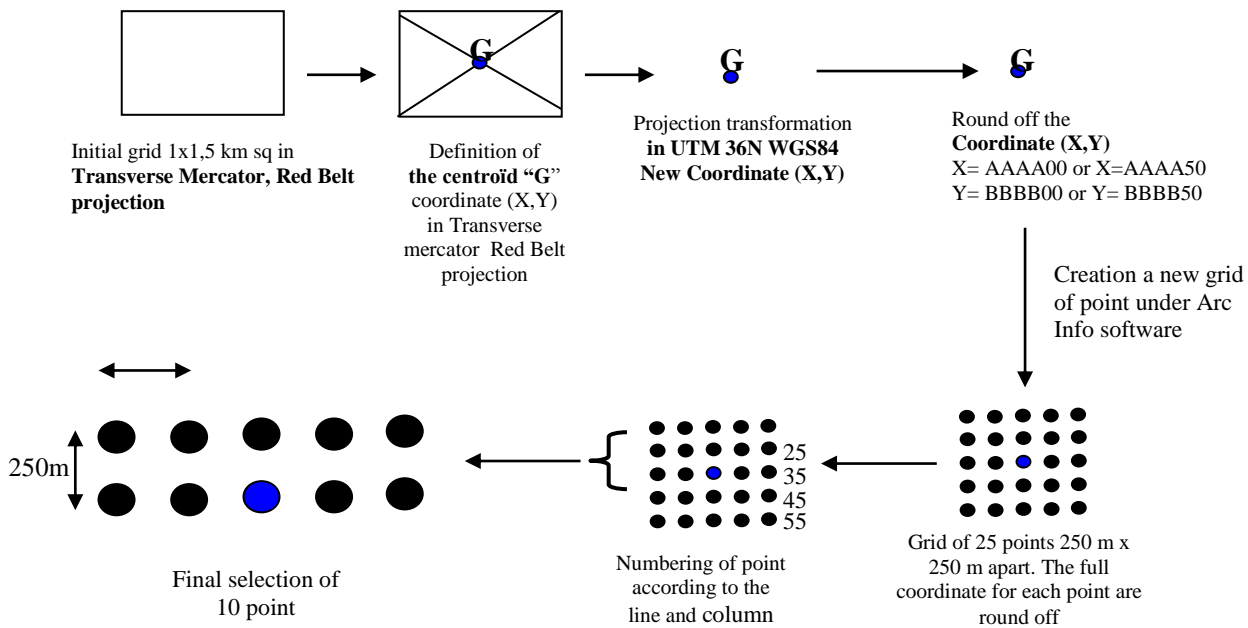 G
G
G
Initial grid 1x1,5 km sq in
Transverse Mercator, Red Belt
projection
Definition of
the centroïd “G”
coordinate (X,Y)
in Transverse
mercator Red Belt
projection
Projection transformation
in UTM 36N WGS84
New Coordinate (X,Y)
Round off the
Coordinate (X,Y)
X= AAAA00 or X=AAAA50
Y= BBBB00 or Y= BBBB50
Creation a new grid
of point under Arc
Info software
Grid of 25 points 250 m x
250 m apart. The full
coordinate for each point are
round off
25
35
45
55
Numbering of point
according to the
line and column
250m
Final selection of
10 point